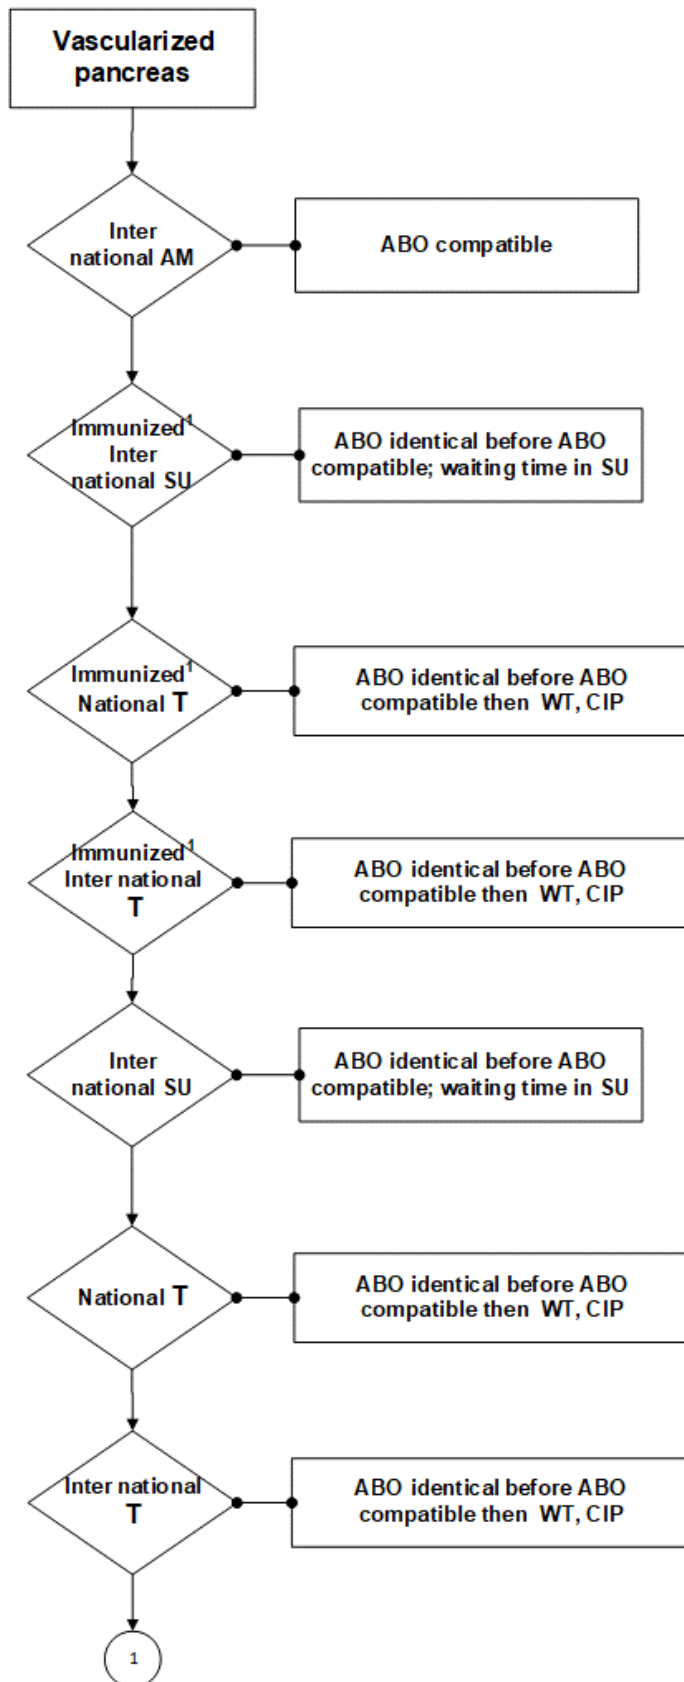 Vascularized
pancreas
Inter
national AM
ABO compatible
Immunized¹
Inter
national SU
ABO identical before ABO
compatible; waiting time in SU
Immunized¹
National T
ABO identical before ABO
compatible then WT, CIP
Immunized¹
Inter national
T
ABO identical before ABO
compatible then WT, CIP
Inter
national SU
ABO identical before ABO
compatible; waiting time in SU
National T
ABO identical before ABO
compatible then WT, CIP
Inter national
T
ABO identical before ABO
compatible then WT, CIP
1